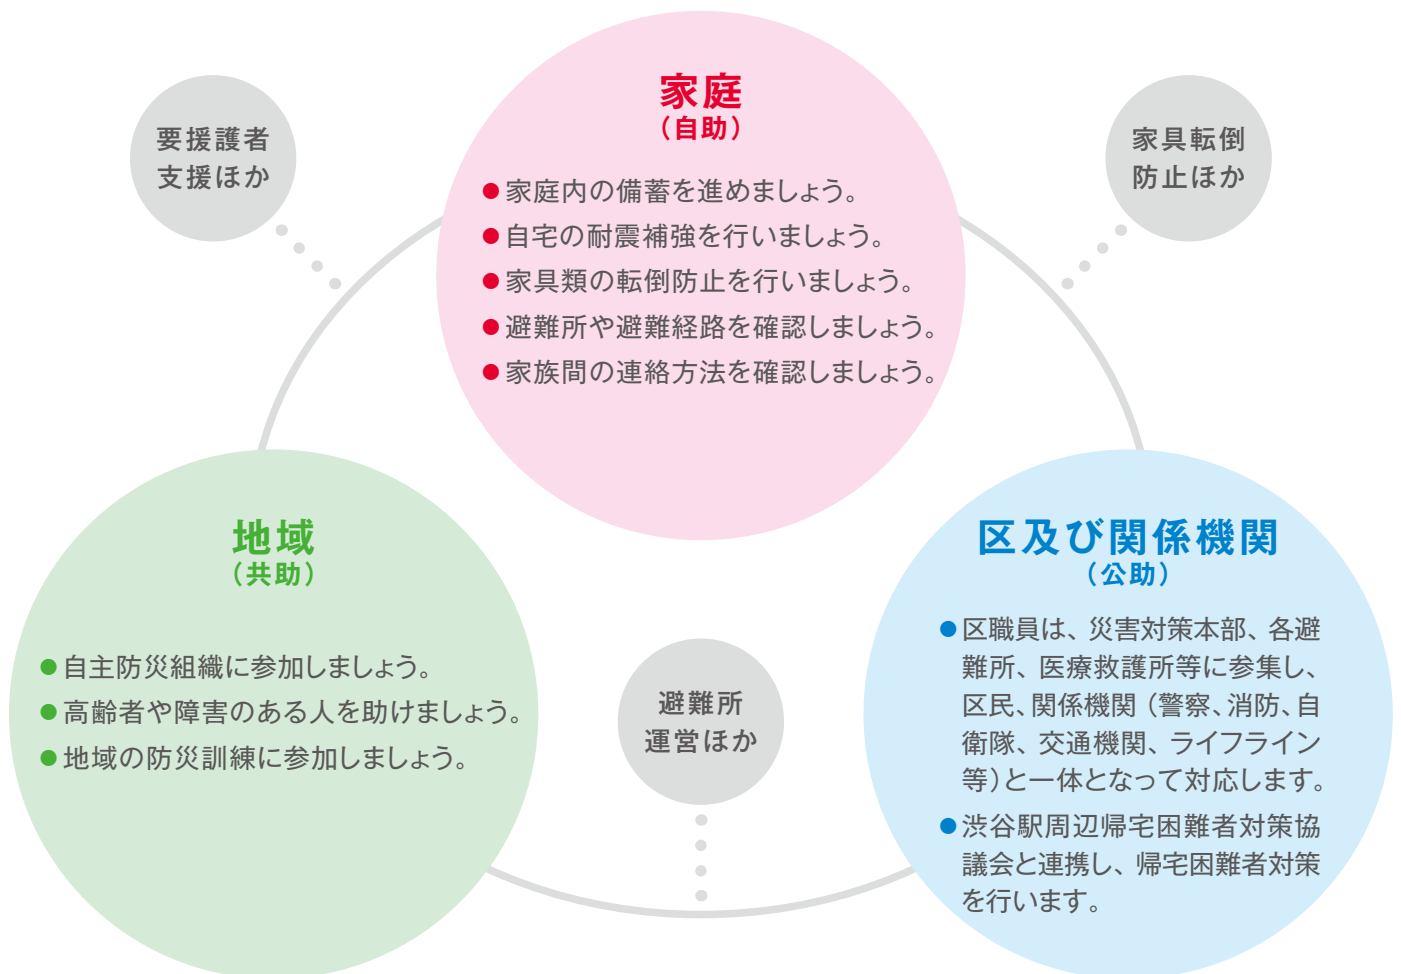 家庭
（自助）
●家庭内の備蓄を進めましょう。
●自宅の耐震補強を行いましょう。
●家具類の転倒防止を行いましょう。
●避難所や避難経路を確認しましょう。
●家族間の連絡方法を確認しましょう。
要援護者
支援ほか
家具転倒
防止ほか
地域
（共助）
●自主防災組織に参加しましょう。
●高齢者や障害のある人を助けましょう。
●地域の防災訓練に参加しましょう。
避難所
運営ほか
区及び関係機関
（公助）
●区職員は、災害対策本部、各避
難所、医療救護所等に参集し、
区民、関係機関（警察、消防、自
衛隊、交通機関、ライフライン
等）と一体となって対応します。
●渋谷駅周辺帰宅困難者対策協
議会と連携し、帰宅困難者対策
を行います。